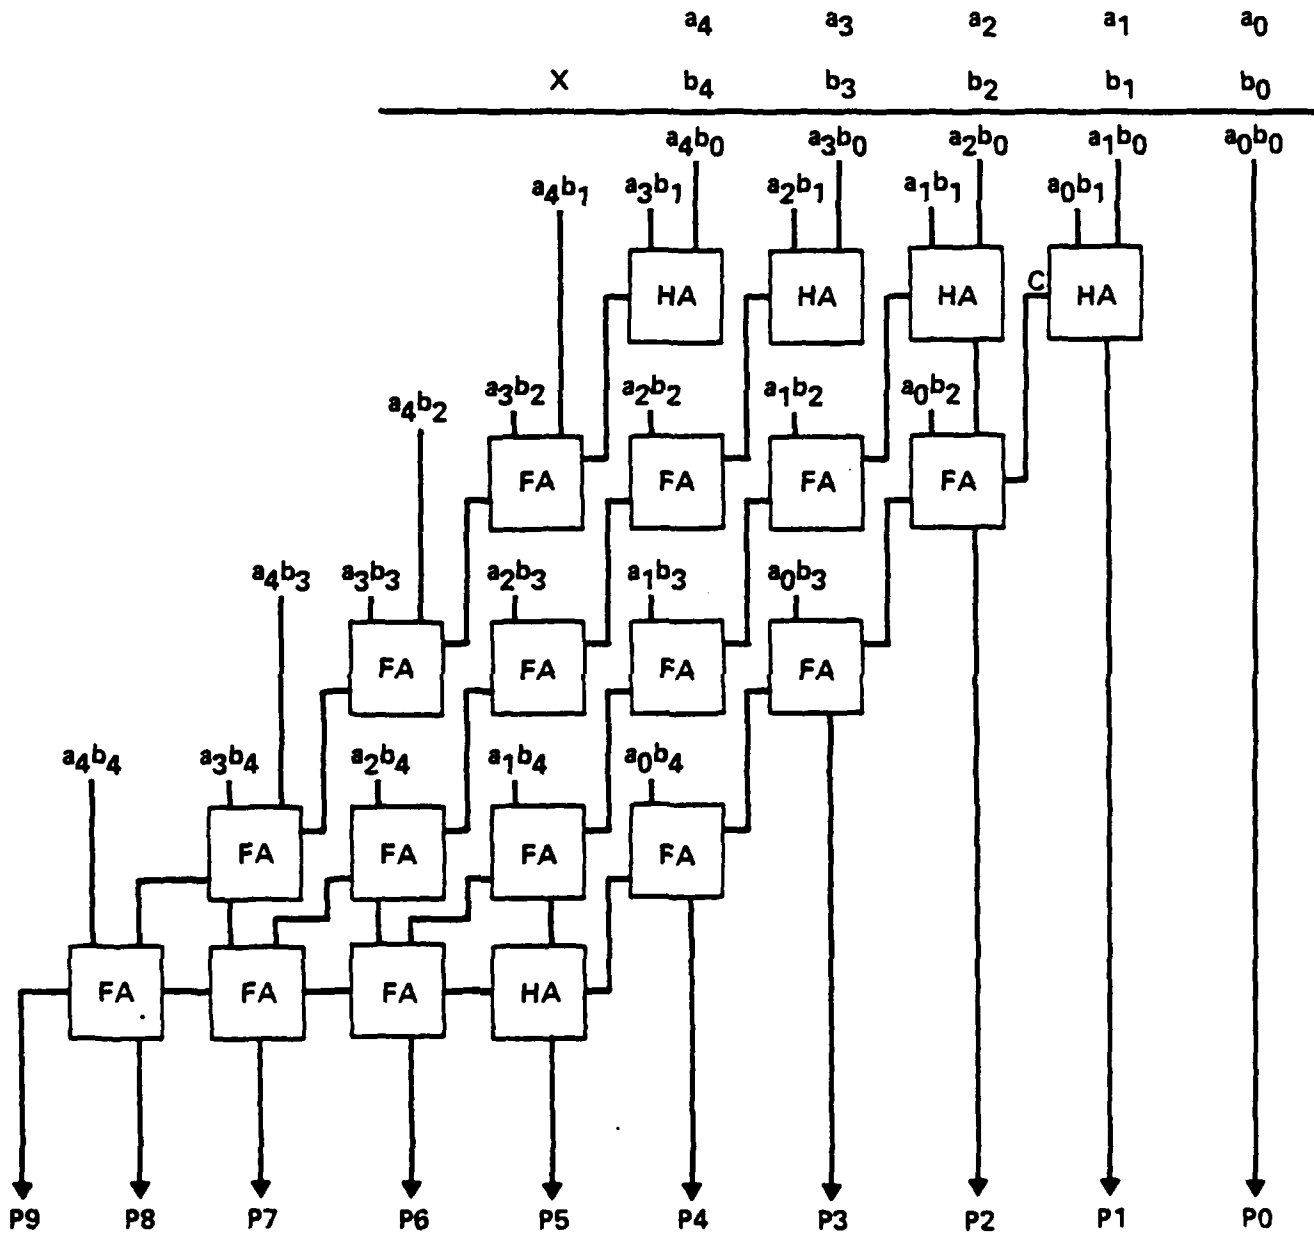 a4 a3 a2 a1 a0
X b4 b3 b2 b1 b0
a4b0 a3b0 a2b0 a1b0 a0b0
a4b1 a3b1 a2b1 a1b1 a0b1
C
HA HA HA HA
a4b2 a3b2 a2b2 a1b2 a0b2
FA FA FA FA
a4b3 a3b3 a2b3 a1b3 a0b3
FA FA FA FA
a4b4 a3b4 a2b4 a1b4 a0b4
FA FA FA FA
FA FA FA HA
P9 P8 P7 P6 P5 P4 P3 P2 P1 P0